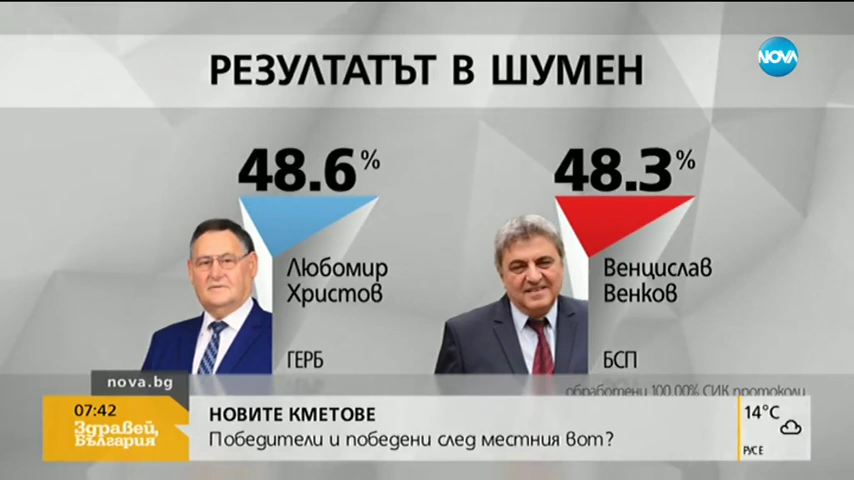 РЕЗУЛТАТЪТ В ШУМЕН
NOVA
48.6%
48.3%
Любомир
Христов
ГЕРБ
Венцислав
Венков
БСП
обработени 100.00% СИК протоколи
nova.bg
07:42
Здравей,
България
НОВИТЕ КМЕТОВЕ
Победители и победени след местния вот?
14°C
РУСЕ